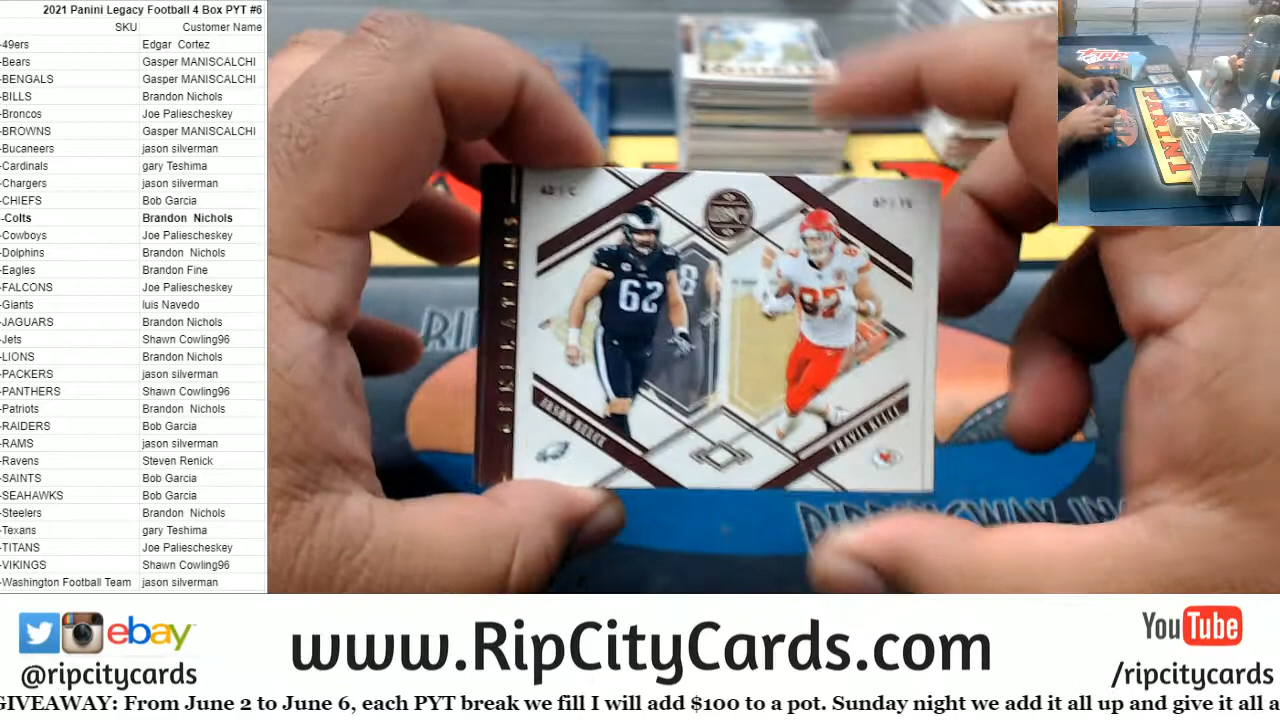 2021 Panini Legacy Football 4 Box PYT #6
SKU Customer Name
-49ers Edgar Cortez
-Bears Gasper MANISCALCHI
-BENGALS Gasper MANISCALCHI
-BILLS Brandon Nichols
-Broncos Joe Paliescheskey
-BROWNS Gasper MANISCALCHI
-Bucaneers jason silverman
-Cardinals gary Teshima
-Chargers jason silverman
-CHIEFS Bob Garcia
-Colts Brandon Nichols
-Cowboys Joe Paliescheskey
-Dolphins Brandon Nichols
-Eagles Brandon Fine
-FALCONS Joe Paliescheskey
-Giants luis Navedo
-JAGUARS Brandon Nichols
-Jets Shawn Cowling96
-LIONS Brandon Nichols
-PACKERS jason silverman
-PANTHERS Shawn Cowling96
-Patriots Brandon Nichols
-RAIDERS Bob Garcia
-RAMS jason silverman
-Ravens Steven Renick
-SAINTS Bob Garcia
-SEAHAWKS Bob Garcia
-Steelers Brandon Nichols
-Texans gary Teshima
-TITANS Joe Paliescheskey
-VIKINGS Shawn Cowling96
-Washington Football Team jason silverman
62
87
JASON KELCE
TRAVIS KELCE
PANINI
ebay
@ripcitycards
www.RipCityCards.com
YouTube
/ripcitycards
GIVEAWAY: From June 2 to June 6, each PYT break we fill I will add $100 to a pot. Sunday night we add it all up and give it all a